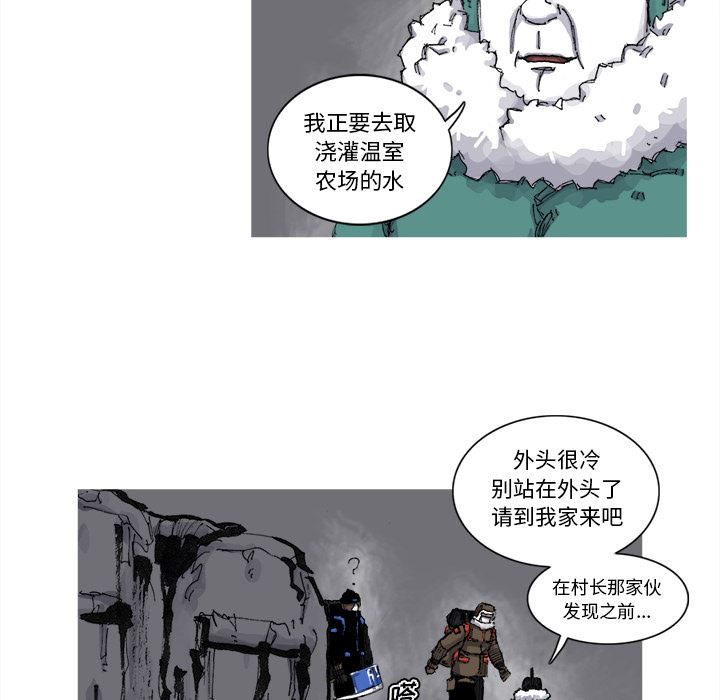 我正要去取
浇灌温室
农场的水
外头很冷
别站在外头了
请到我家来吧
在村长那家伙
发现之前...
?
嗒